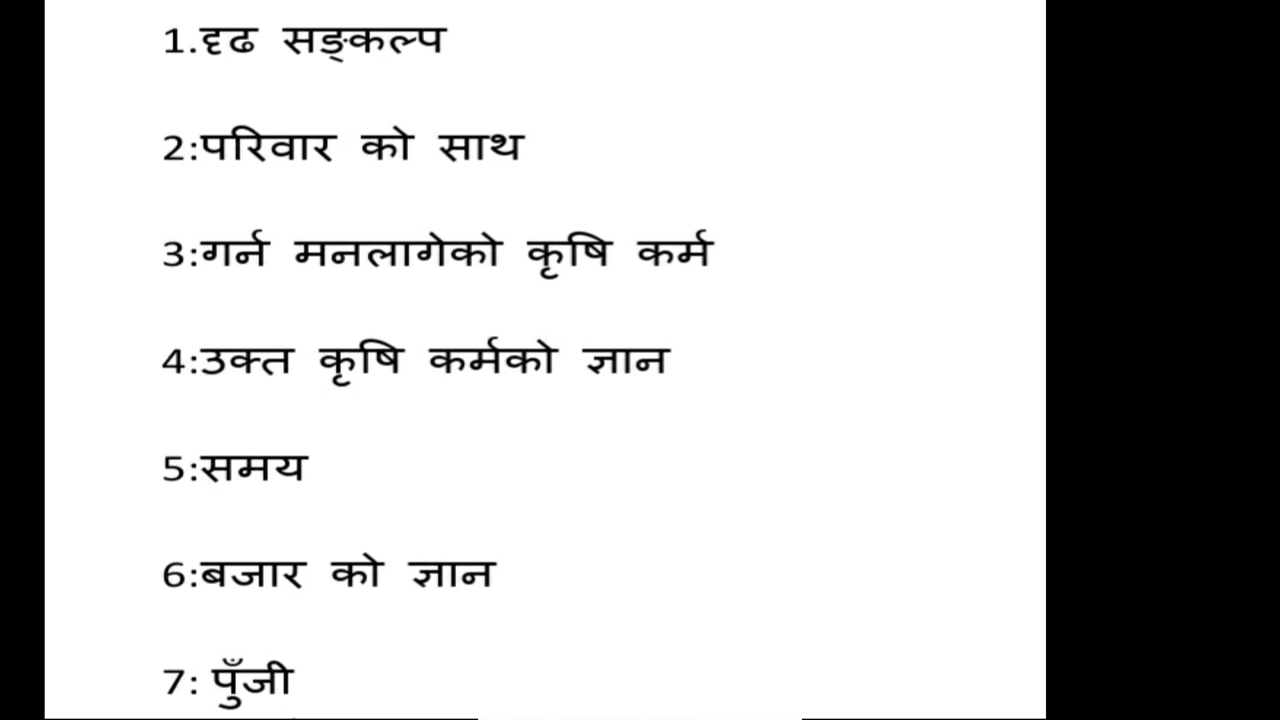 1.दृढ सङ्कल्प
2:परिवार को साथ
3:गर्न मनलागेको कृषि कर्म
4:उक्त कृषि कर्मको ज्ञान
5:समय
6:बजार को ज्ञान
7: पुँजी